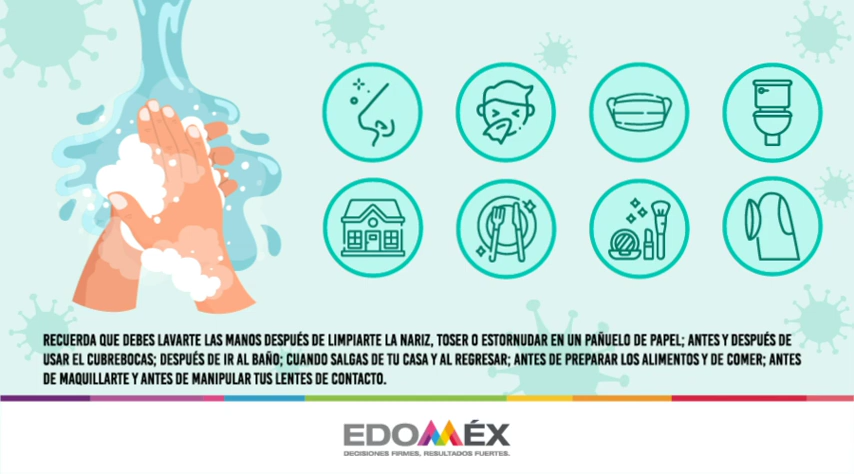 RECUERDA QUE DEBES LAVARTE LAS MANOS DESPUÉS DE LIMPIARTE LA NARIZ, TOSER O ESTORNUDAR EN UN PAÑUELO DE PAPEL; ANTES Y DESPUÉS DE
USAR EL CUBREBOCAS; DESPUÉS DE IR AL BAÑO; CUANDO SALGAS DE TU CASA Y AL REGRESAR; ANTES DE PREPARAR LOS ALIMENTOS Y DE COMER; ANTES
DE MAQUILLARTE Y ANTES DE MANIPULAR TUS LENTES DE CONTACTO.
EDOMÉX
DECISIONES FIRMES, RESULTADOS FUERTES.